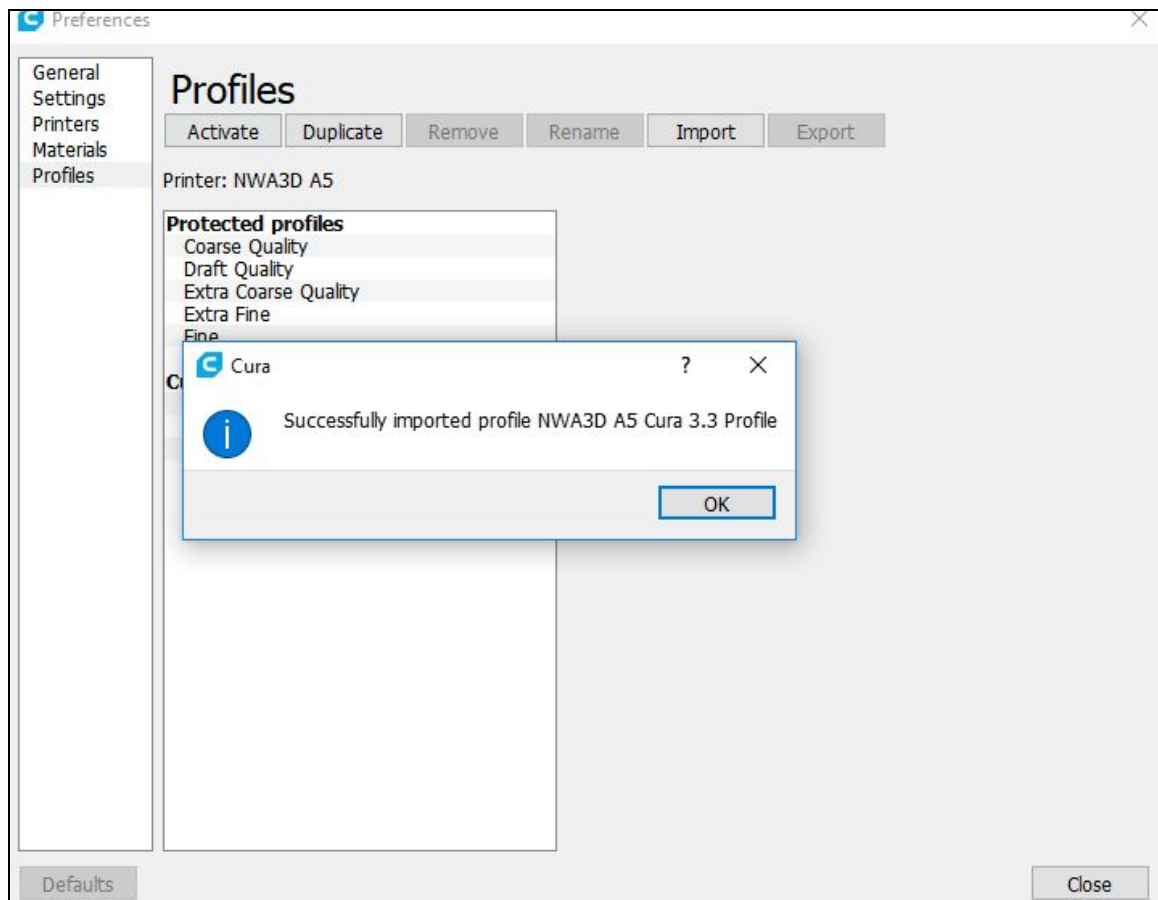 Preferences
General
Settings
Printers
Materials
Profiles
Profiles
Activate Duplicate Remove Rename Import Export
Printer: NWA3D A5
Protected profiles
Coarse Quality
Draft Quality
Extra Coarse Quality
Extra Fine
Fine
Cura
Successfully imported profile NWA3D A5 Cura 3.3 Profile
OK
Defaults
Close